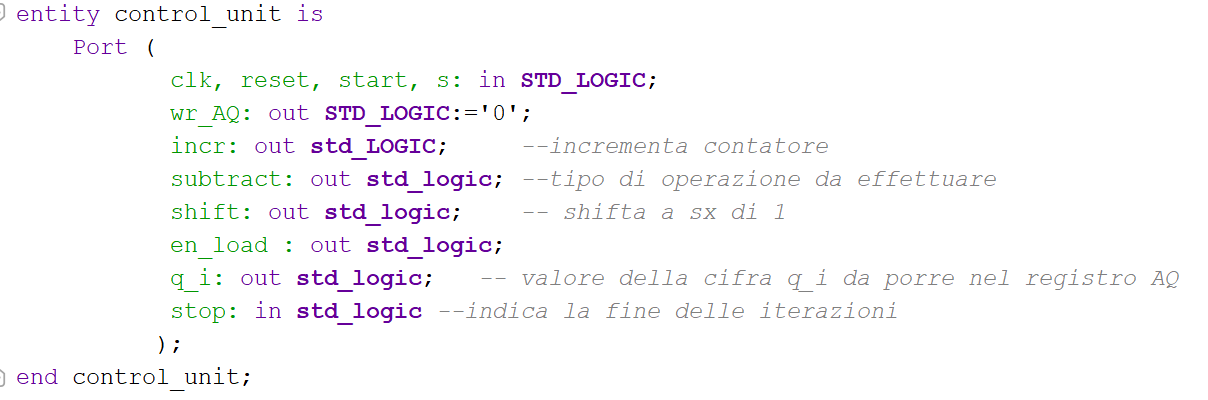 entity control_unit is
Port (
clk, reset, start, s: in STD_LOGIC;
wr_AQ: out STD_LOGIC:='0';
incr: out std_LOGIC; --incrementa contatore
subtract: out std_logic; --tipo di operazione da effettuare
shift: out std_logic; -- shifta a sx di 1
en_load : out std_logic;
q_i: out std_logic; -- valore della cifra q_i da porre nel registro AQ
stop: in std_logic --indica la fine delle iterazioni
);
end control_unit;